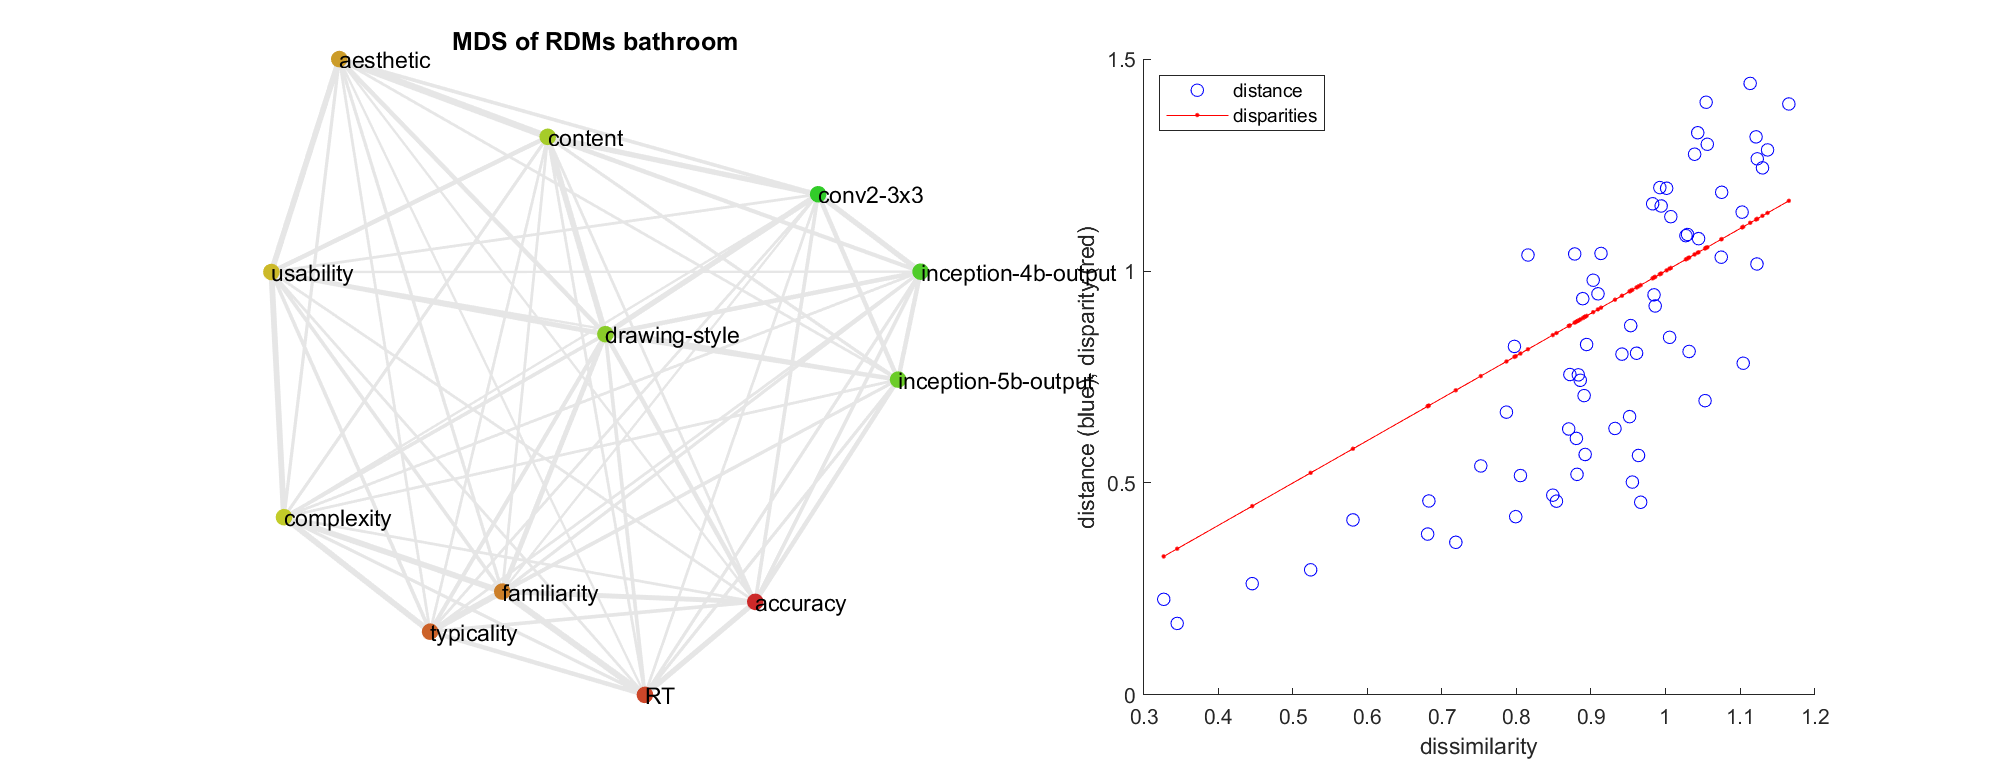 MDS of RDMs bathroom
aesthetic
content
conv2-3x3
usability
inception-4b-output
drawing-style
inception-5b-output
complexity
familiarity
accuracy
typicality
RT
1.5
1
0.5
0
distance (blue), disparity (red)
distance
disparities
0.3 0.4 0.5 0.6 0.7 0.8 0.9 1 1.1 1.2
dissimilarity